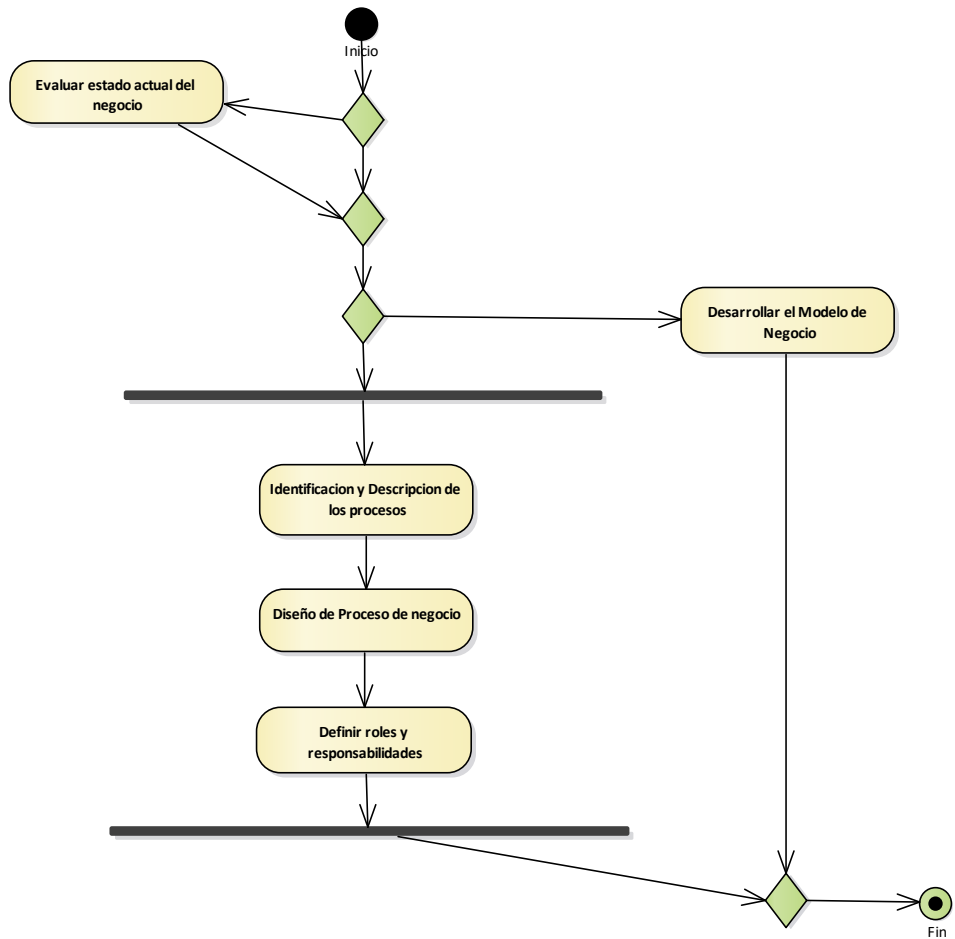 Inicio
Evaluar estado actual del
negocio
Desarrollar el Modelo de
Negocio
Identificacion y Descripcion de
los procesos
Diseño de Proceso de negocio
Definir roles y
responsabilidades
Fin